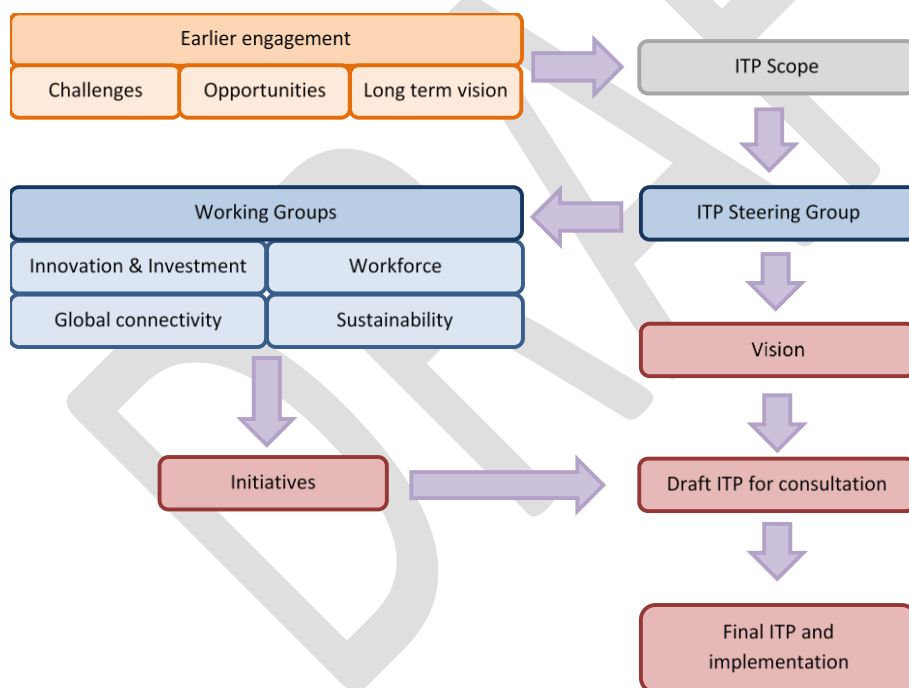 Earlier engagement
Challenges
Opportunities
Long term vision
ITP Scope
Working Groups
ITP Steering Group
Innovation & Investment
Workforce
Global connectivity
Sustainability
Vision
Initiatives
Draft ITP for consultation
Final ITP and
implementation
DRAFT